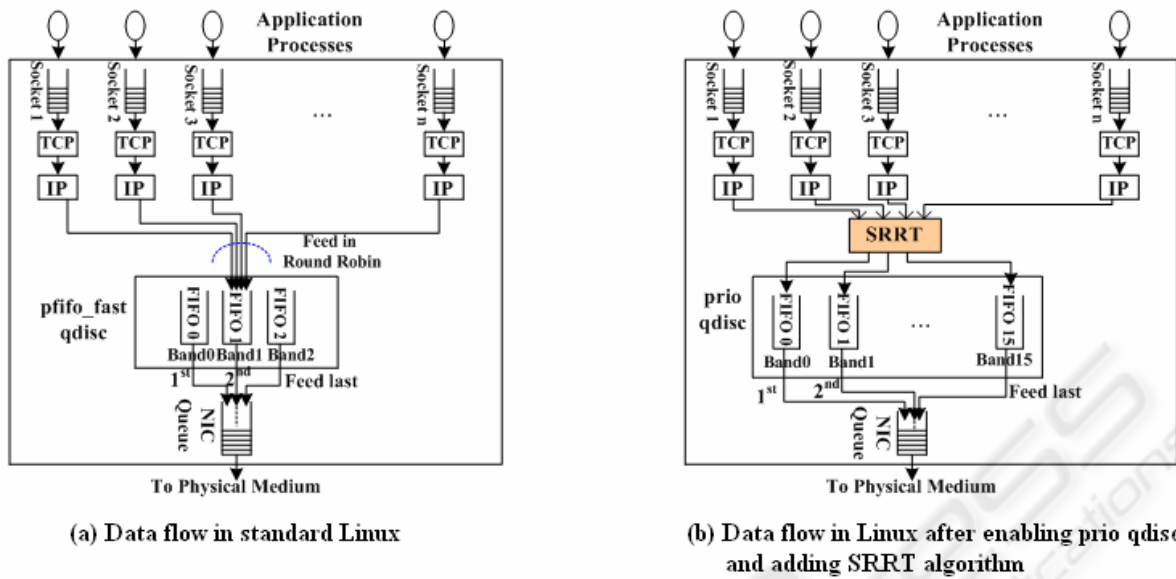 Application
Processes
Socket 1
Socket 2
Socket 3
...
Socket n
TCP
TCP
TCP
TCP
IP
IP
IP
IP
Feed in
Round Robin
pfifo_fast
qdisc
FIFO 0
FIFO 1
FIFO 2
Band0
Band1
Band2
1st
2nd
Feed last
NIC
Queue
To Physical Medium
(a) Data flow in standard Linux
Application
Processes
Socket 1
Socket 2
Socket 3
...
Socket n
TCP
TCP
TCP
TCP
IP
IP
IP
IP
SRRT
prio
qdisc
FIFO 0
FIFO 1
...
FIFO 15
Band0
Band1
Band15
1st
2nd
Feed last
NIC
Queue
To Physical Medium
(b) Data flow in Linux after enabling prio qdisc
and adding SRRT algorithm